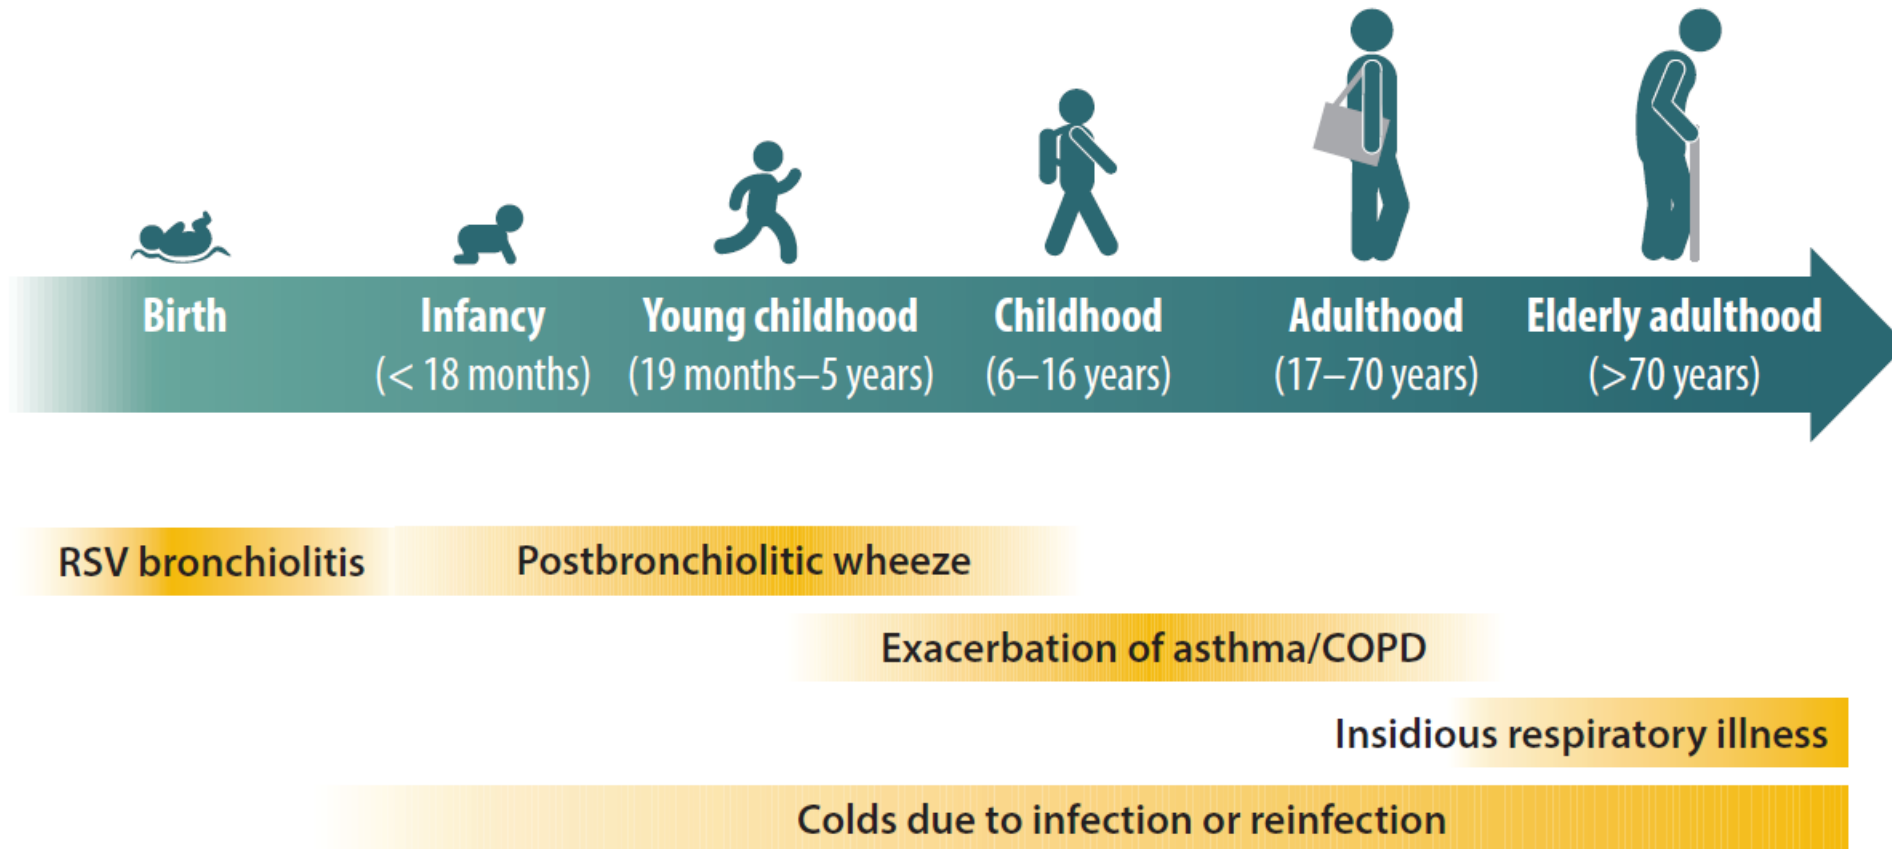 Birth
Infancy
(< 18 months)
Young childhood
(19 months–5 years)
Childhood
(6–16 years)
Adulthood
(17–70 years)
Elderly adulthood
(>70 years)
RSV bronchiolitis
Postbronchiolitic wheeze
Exacerbation of asthma/COPD
Insidious respiratory illness
Colds due to infection or reinfection